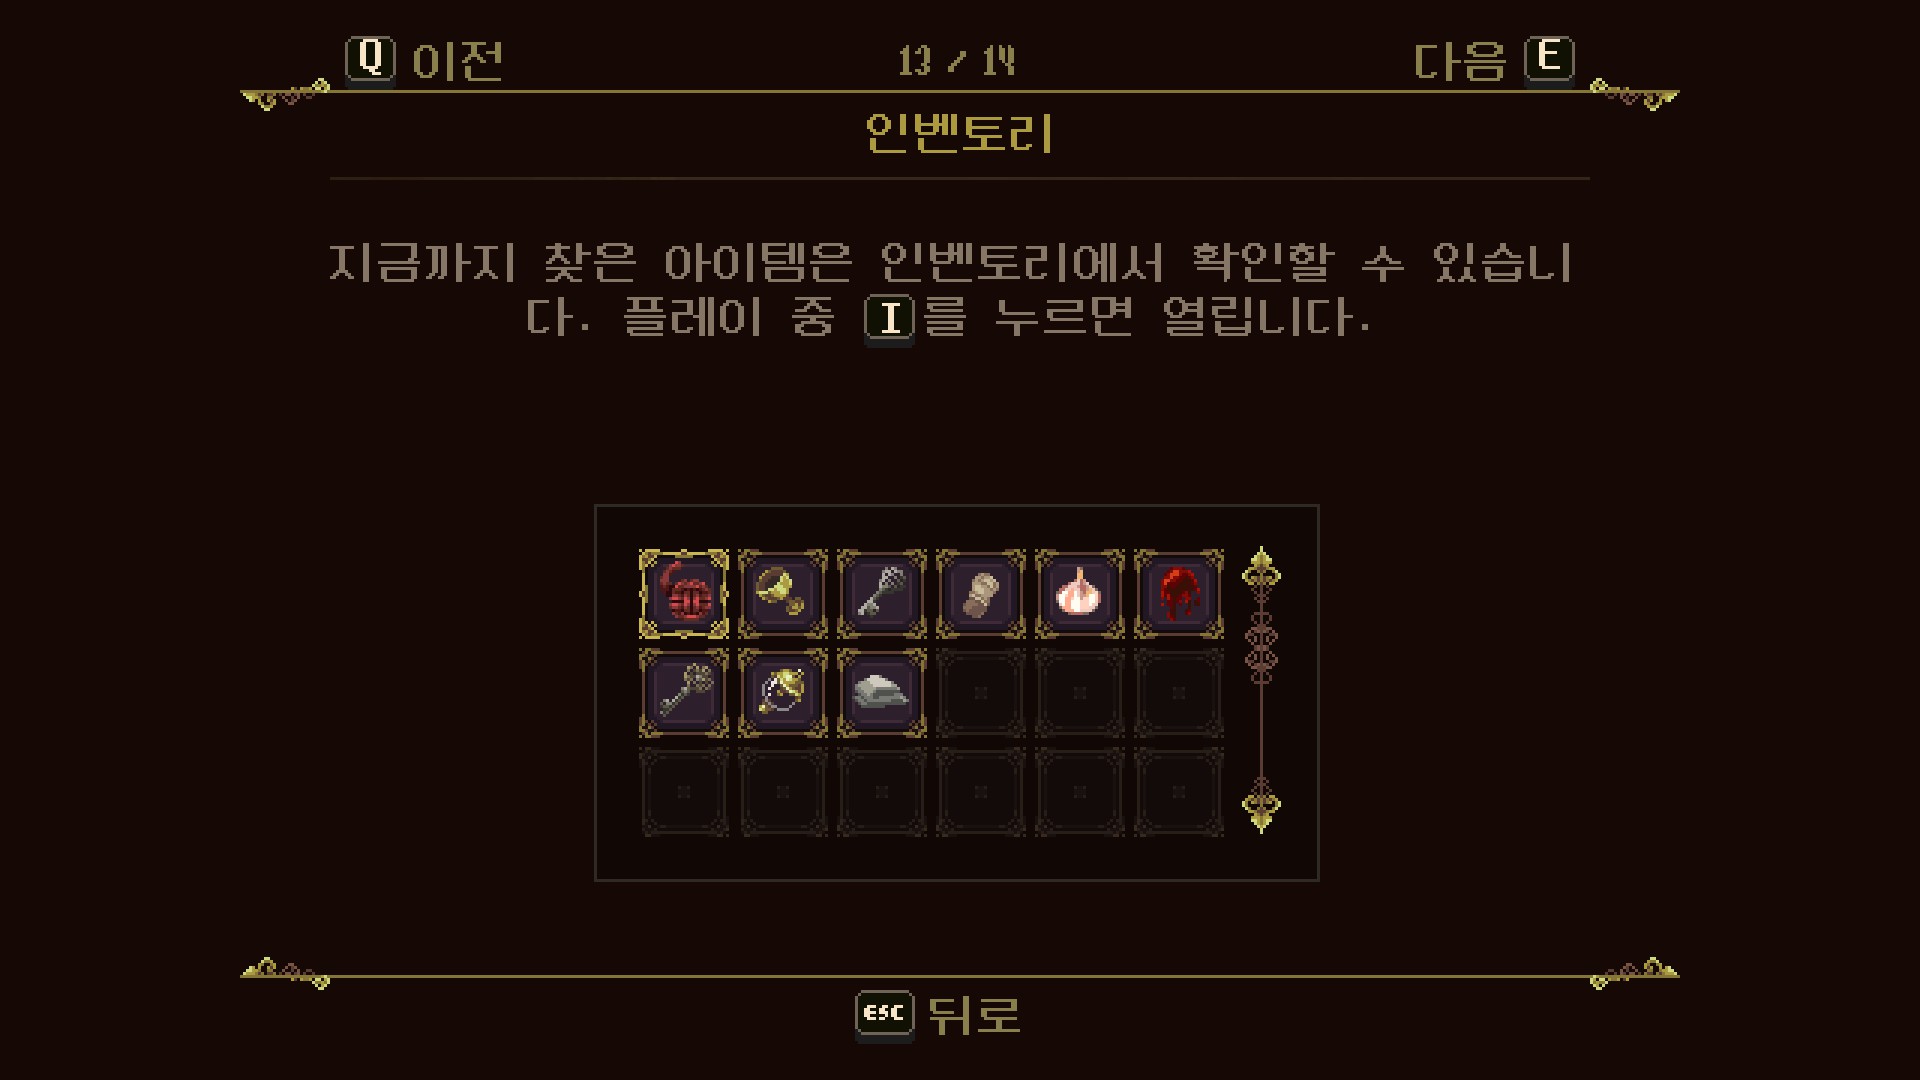 Q 이전 13 / 14 다음 E
인벤토리
지금까지 찾은 아이템은 인벤토리에서 확인할 수 있습니
다. 플레이 중 I를 누르면 열립니다.
ESC 뒤로